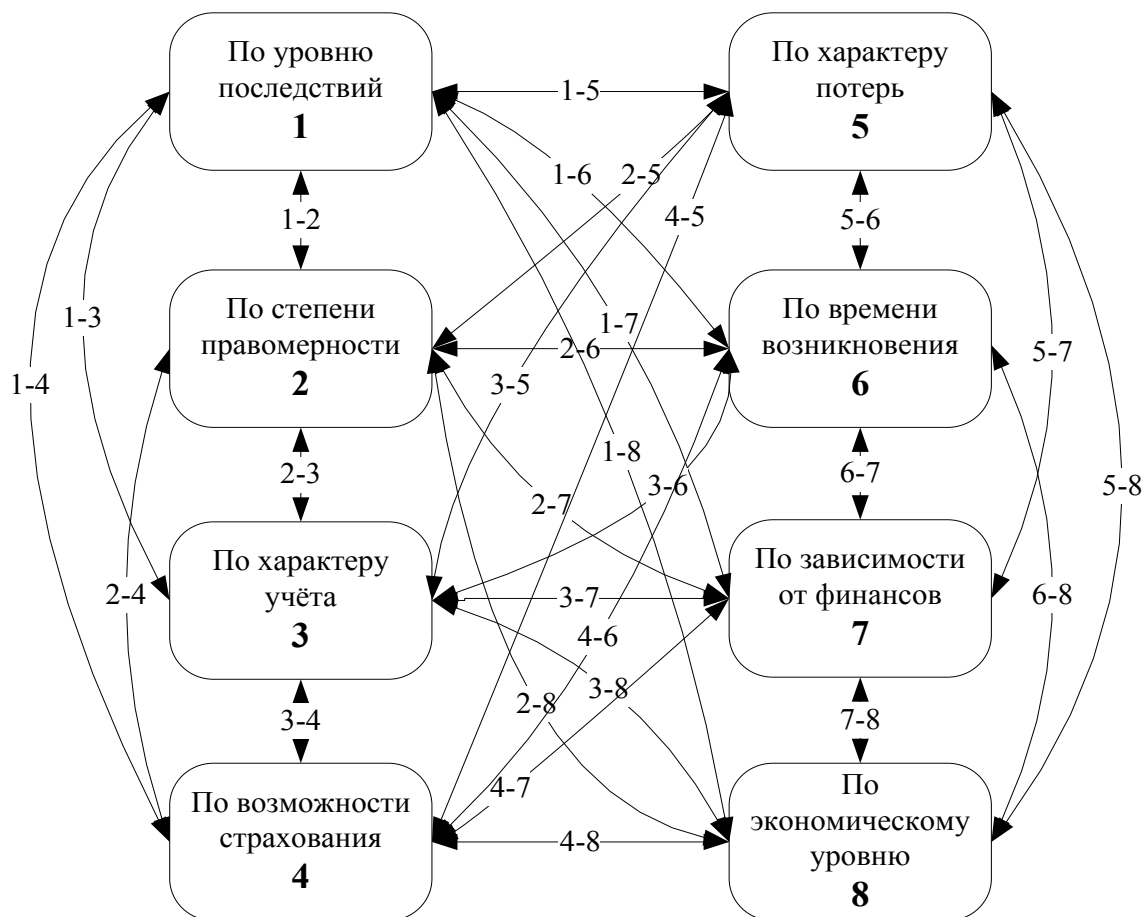 По уровню
последствий
1
По характеру
потерь
5
1-5
1-6
2-5
4-5
1-2
5-6
1-3
1-4
По степени
правомерности
2
По времени
возникновения
6
1-7
2-6
3-5
5-7
1-8
2-3
3-6
6-7
5-8
2-7
По характеру
учёта
3
По зависимости
от финансов
7
2-4
3-7
6-8
4-6
3-8
2-8
3-4
7-8
4-7
По возможности
страхования
4
4-8
По
экономическому
уровню
8